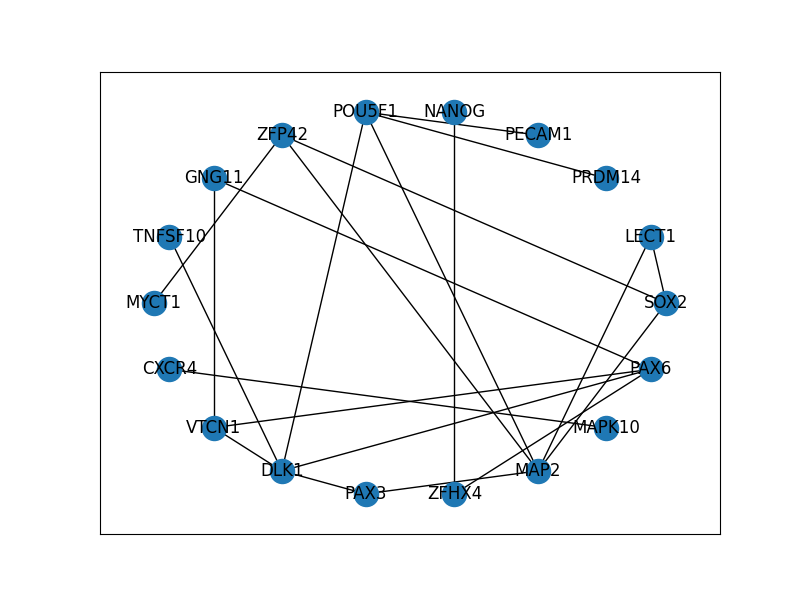 POU5F1 NANOG
ZFP42 PECAM1
GNG11 PRDM14
TNFSF10 LECT1
MYCT1 SOX2
CXCR4 PAX6
VTCN1 MAPK10
DLK1 MAP2
PAX3 ZFHX4